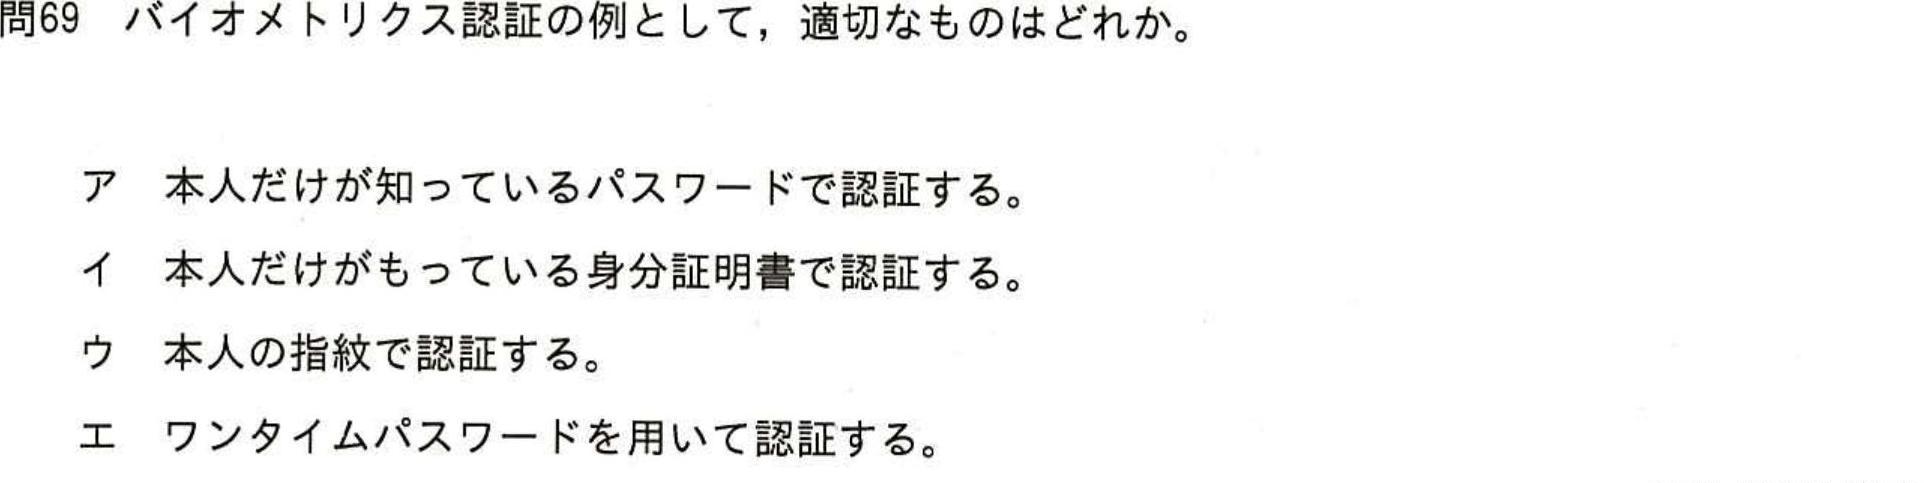 問69　バイオメトリクス認証の例として，適切なものはどれか。
ア　本人だけが知っているパスワードで認証する。
イ　本人だけがもっている身分証明書で認証する。
ウ　本人の指紋で認証する。
エ　ワンタイムパスワードを用いて認証する。